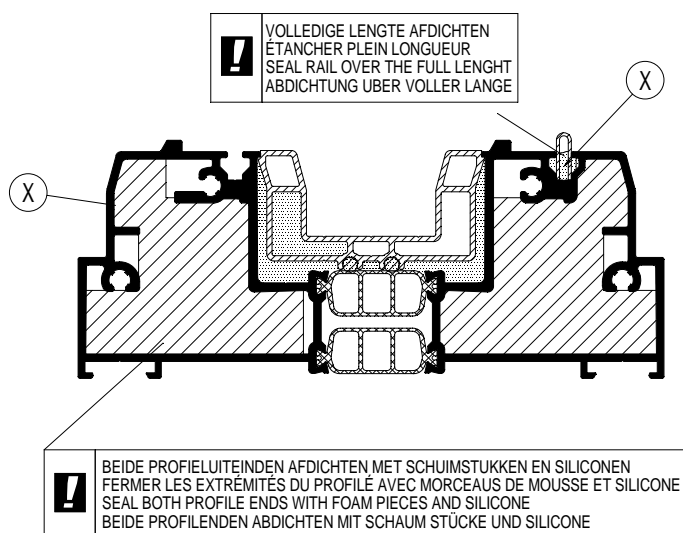 VOLLEDIGE LENGTE AFDICHTEN
ÉTANCHER PLEIN LONGUEUR
SEAL RAIL OVER THE FULL LENGHT
ABDICHTUNG UBER VOLLER LANGE
X
X
BEIDE PROFIELUITEINDEN AFDICHTEN MET SCHUIMSTUKKEN EN SILICONEN
FERMER LES EXTRÉMITÉS DU PROFILÉ AVEC MORCEAUS DE MOUSSE ET SILICONE
SEAL BOTH PROFILE ENDS WITH FOAM PIECES AND SILICONE
BEIDE PROFILENDEN ABDICHTEN MIT SCHAUM STÜCKE UND SILICONE